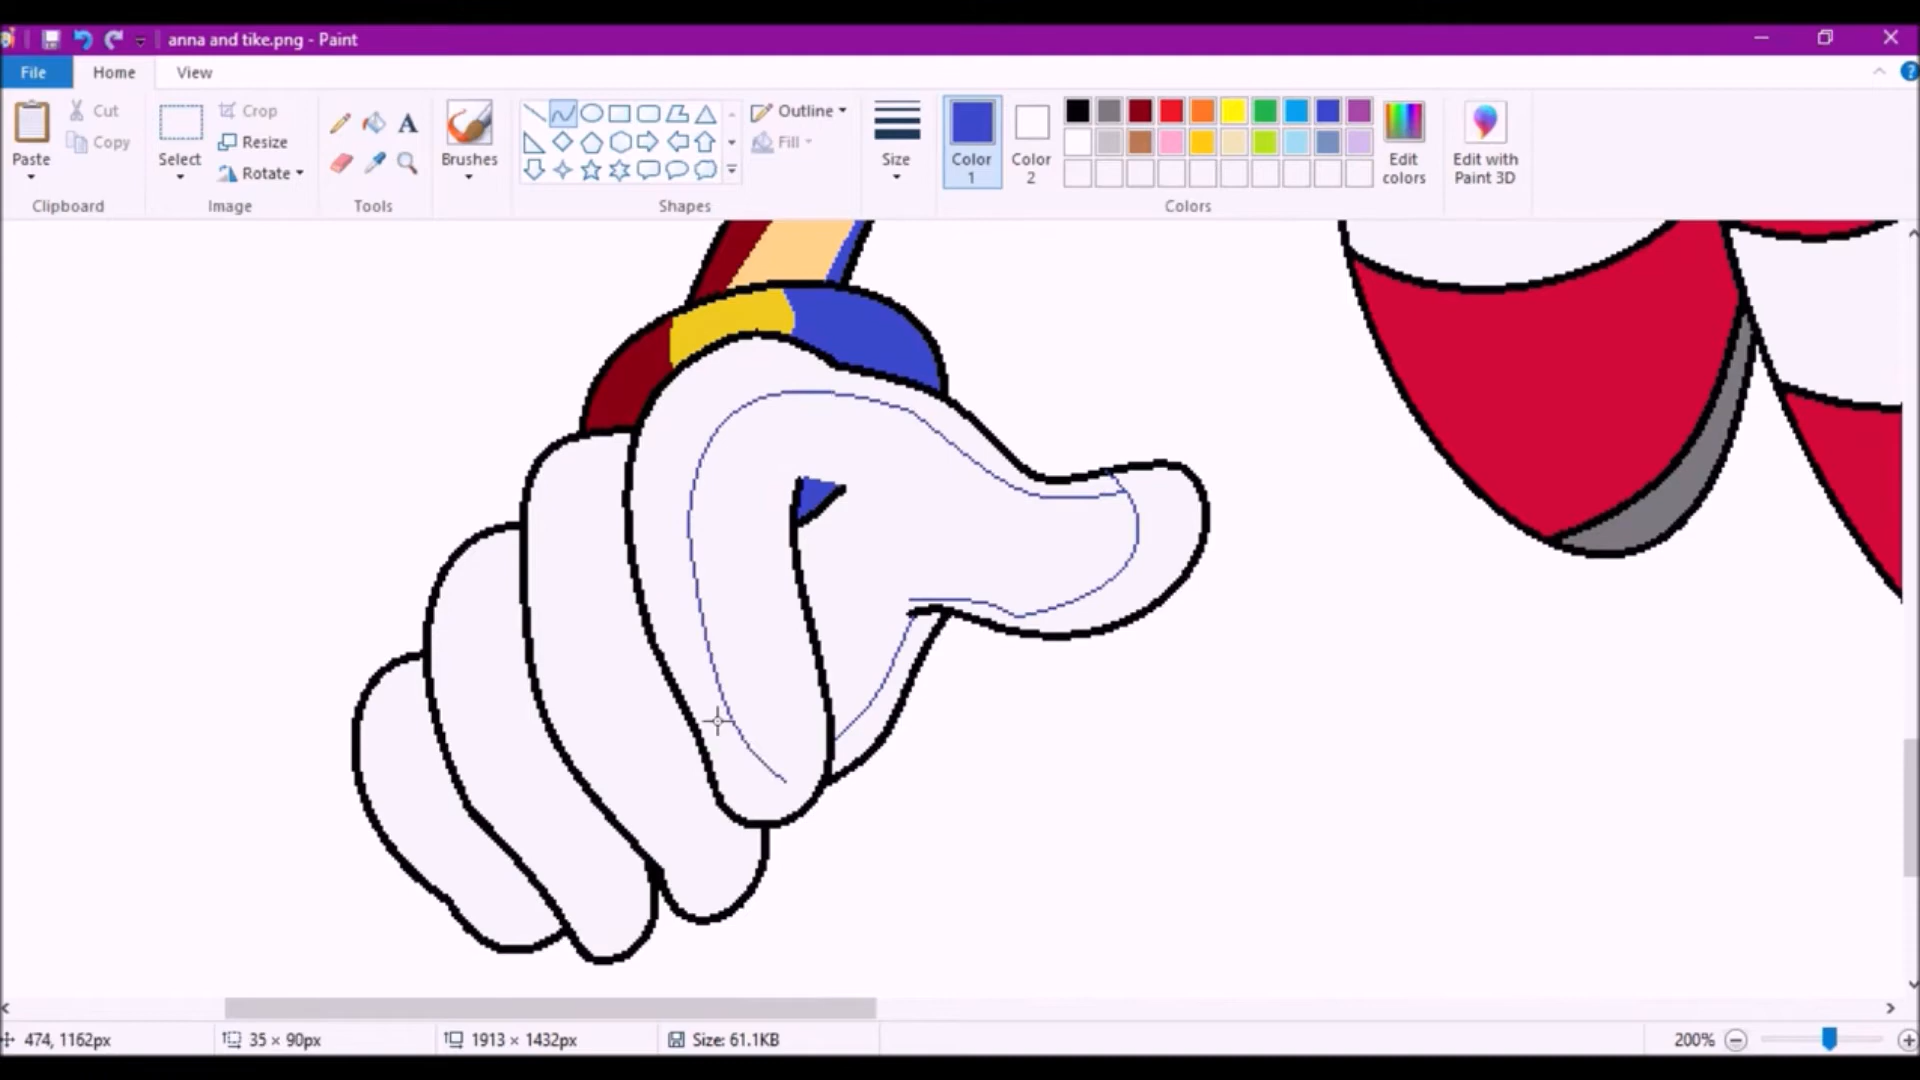 anna and tike.png - Paint
File Home View
Paste
Cut
Copy
Clipboard
Select
Crop
Resize
Rotate
Image
A
Tools
Brushes
Outline
Fill
Shapes
Size
Color 1
Color 2
Edit colors
Colors
Edit with Paint 3D
474, 1162px
35 × 90px
1913 × 1432px
Size: 61.1KB
200%